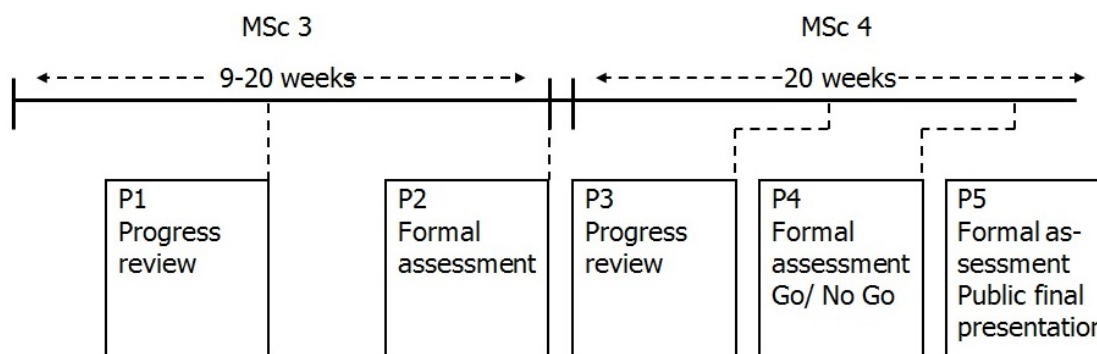 MSc 3
MSc 4
9-20 weeks
20 weeks
P1
Progress
review
P2
Formal
assessment
P3
Progress
review
P4
Formal
assessment
Go/ No Go
P5
Formal as-
sessment
Public final
presentation